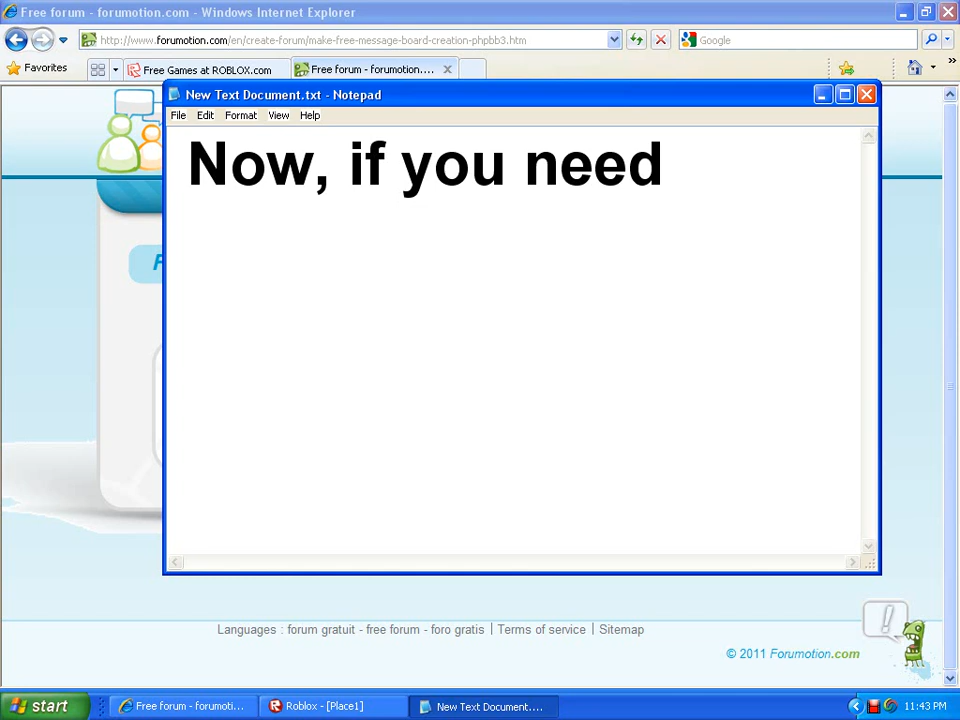 Free forum - forumotion.com - Windows Internet Explorer
http://www.forumotion.com/en/create-forum/make-free-message-board-creation-phpbb3.htm
Google
Favorites
Free Games at ROBLOX.com
Free forum - forumotion....
New Text Document.txt - Notepad
File Edit Format View Help
Now, if you need
F
Languages : forum gratuit - free forum - foro gratis | Terms of service | Sitemap
© 2011 Forumotion.com
start
Free forum - forumoti...
Roblox - [Place1]
New Text Document....
11:43 PM